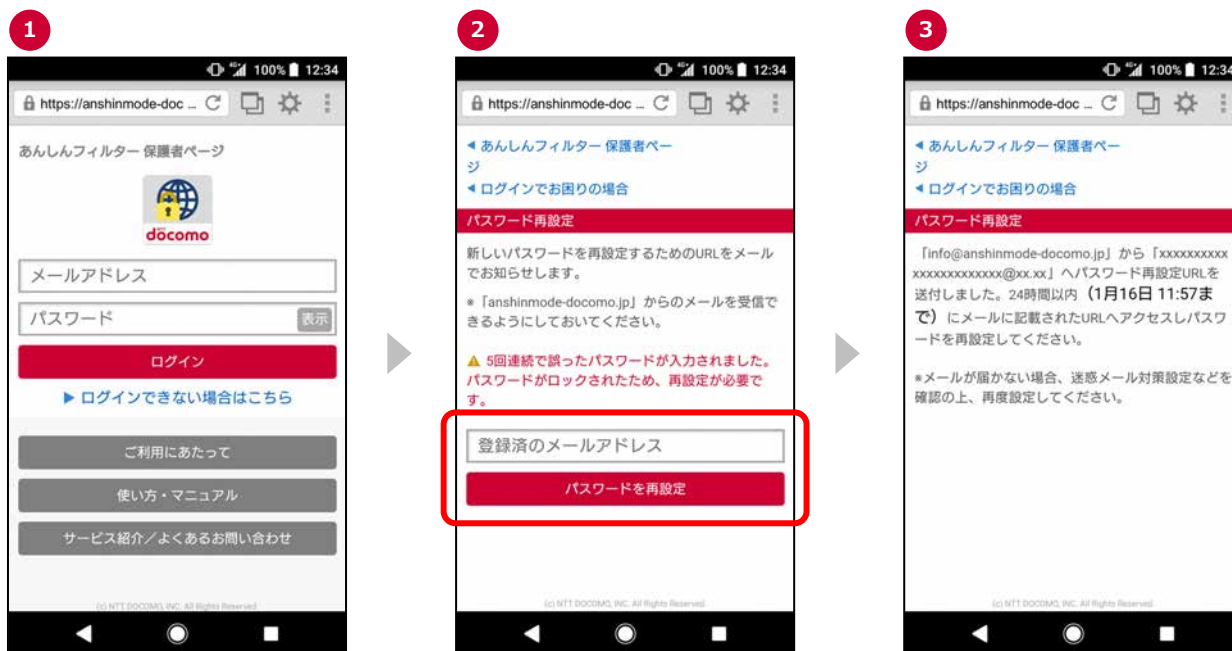 1
100% 12:34
https://anshinmode-doc ...
あんしんフィルター 保護者ページ
döcomo
メールアドレス
パスワード
表示
ログイン
▶ ログインできない場合はこちら
ご利用にあたって
使い方・マニュアル
サービス紹介／よくあるお問い合わせ
(c) NTT DOCOMO, INC. All Rights Reserved.
2
4G 100% 12:34
https://anshinmode-doc ...
◀ あんしんフィルター 保護者ペー
ジ
◀ ログインでお困りの場合
パスワード再設定
新しいパスワードを再設定するためのURLをメール
でお知らせします。
※「anshinmode-docomo.jp」からのメールを受信で
きるようにしておいてください。
5回連続で誤ったパスワードが入力されました。
パスワードがロックされたため、再設定が必要で
す。
登録済のメールアドレス
パスワードを再設定
(c) NTT DOCOMO, INC. All Rights Reserved.
3
4G 100% 12:34
https://anshinmode-doc ...
◀ あんしんフィルター 保護者ペー
ジ
◀ ログインでお困りの場合
パスワード再設定
「info@anshinmode-docomo.jp」から「xxxxxxxxxx
xxxxxxxxxxxxx@xx.xx」へパスワード再設定URLを
送付しました。24時間以内（1月16日 11:57ま
で）にメールに記載されたURLへアクセスしパスワ
ードを再設定してください。
※メールが届かない場合、迷惑メール対策設定などを
確認の上、再度設定してください。
(c) NTT DOCOMO, INC. All Rights Reserved.